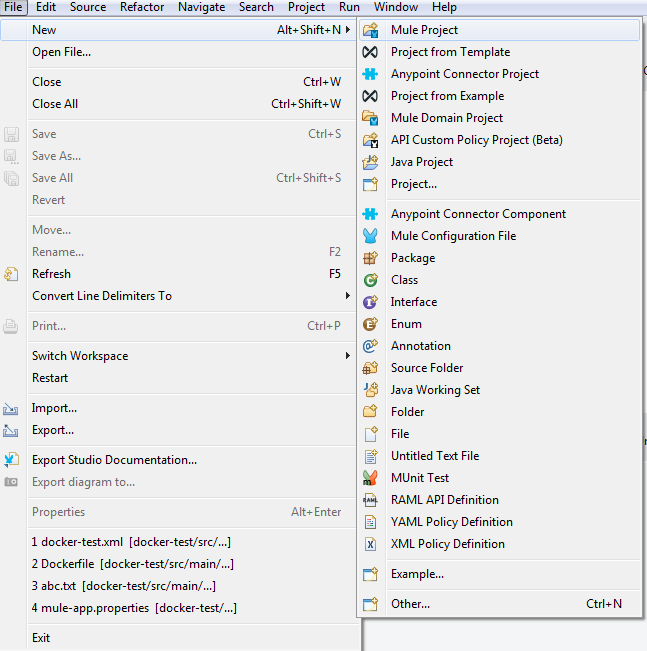 File Edit Source Refactor Navigate Search Project Run Window Help
New Alt+Shift+N
Open File...
Close Ctrl+W
Close All Ctrl+Shift+W
Save Ctrl+S
Save As...
Save All Ctrl+Shift+S
Revert
Move...
Rename... F2
Refresh F5
Convert Line Delimiters To
Print... Ctrl+P
Switch Workspace
Restart
Import...
Export...
Export Studio Documentation...
Export diagram to...
Properties Alt+Enter
1 docker-test.xml [docker-test/src/...]
2 Dockerfile [docker-test/src/main/...]
3 abc.txt [docker-test/src/main/...]
4 mule-app.properties [docker-test/...]
Exit
Mule Project
Project from Template
Anypoint Connector Project
Project from Example
Mule Domain Project
API Custom Policy Project (Beta)
Java Project
Project...
Anypoint Connector Component
Mule Configuration File
Package
Class
Interface
Enum
Annotation
Source Folder
Java Working Set
Folder
File
Untitled Text File
MUnit Test
RAML RAML API Definition
YAML Policy Definition
XML Policy Definition
Example...
Other... Ctrl+N